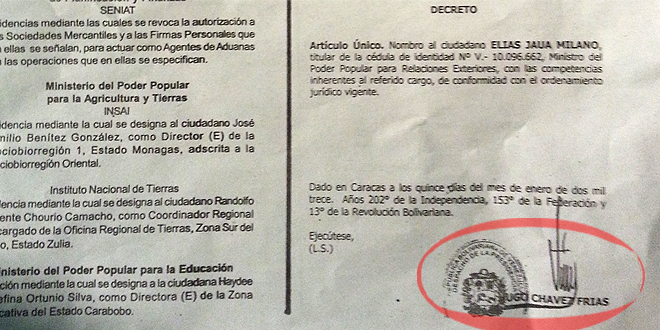 SENIAT
idencias mediante las cuales se revoca la autorización a
s Sociedades Mercantiles y a las Firmas Personales que
n ellas se señalan, para actuar como Agentes de Aduanas
n las operaciones que en ellas se especifican.
Ministerio del Poder Popular
para la Agricultura y Tierras
INSAI
idencia mediante la cual se designa al ciudadano José
milio Benítez González, como Director (E) de la
ciobiorregión 1, Estado Monagas, adscrita a la
ciobiorregión Oriental.
Instituto Nacional de Tierras
dencia mediante la cual se designa al ciudadano Randolfo
ente Chourio Camacho, como Coordinador Regional
cargado de la Oficina Regional de Tierras, Zona Sur del
o, Estado Zulia.
nisterio del Poder Popular para la Educación
ción mediante la cual se designa a la ciudadana Haydee
efina Ortunio Silva, como Directora (E) de la Zona
cativa del Estado Carabobo.
DECRETO
Artículo Único. Nombro al ciudadano ELIAS JAUA MILANO,
titular de la cédula de identidad Nº V.- 10.096.662, Ministro del
Poder Popular para Relaciones Exteriores, con las competencias
inherentes al referido cargo, de conformidad con el ordenamiento
jurídico vigente.
Dado en Caracas a los quince días del mes de enero de dos mil
trece. Años 202° de la Independencia, 153° de la Federación y
13° de la Revolución Bolivariana.
Ejecútese,
(L.S.)
UGO CHAVEZ FRIAS